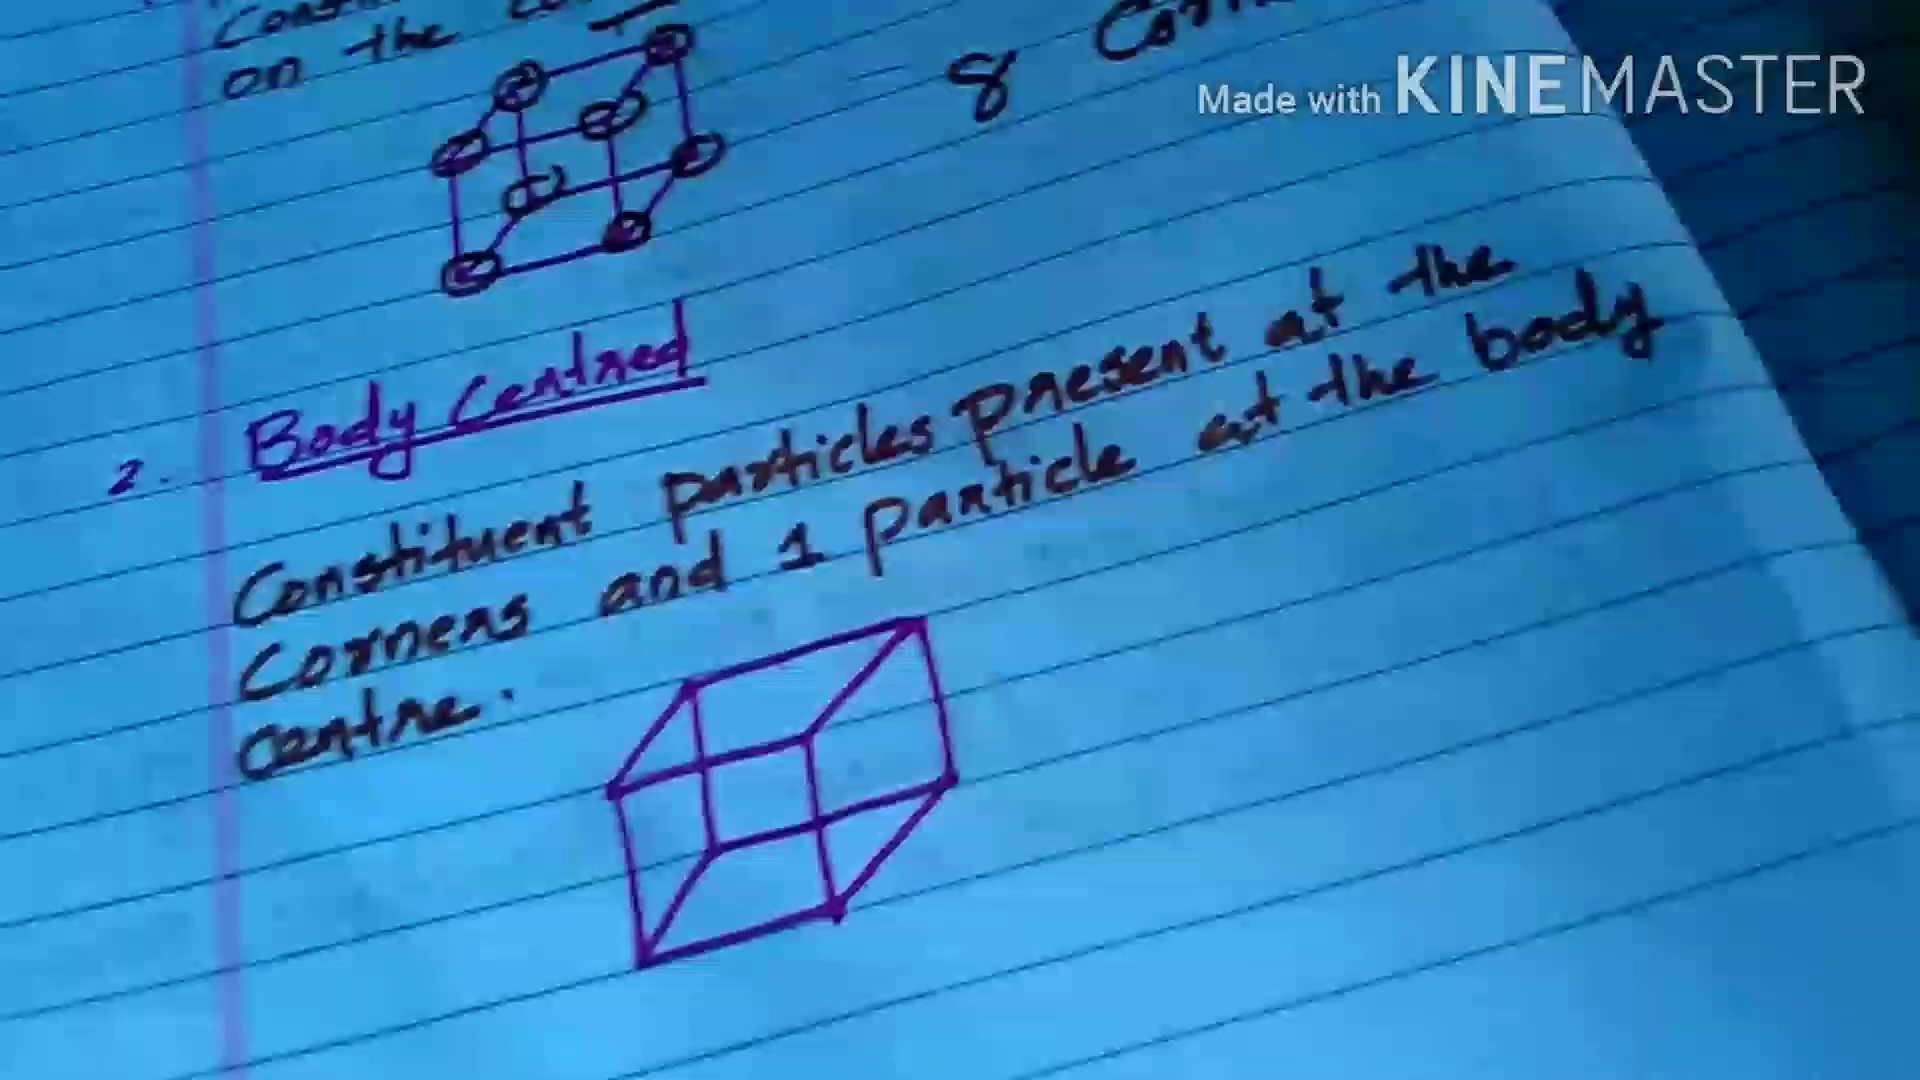 on the
8
Made with KINEMASTER
2. Body Centred
Constituent particles present at the
Corners and 1 particle at the body
centre.